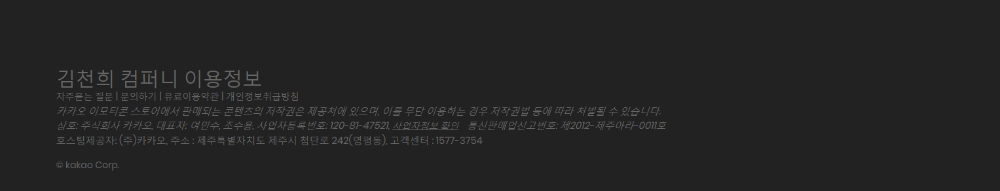 김천희 컴퍼니 이용정보
자주묻는 질문 | 문의하기 | 유료이용약관 | 개인정보취급방침
카카오 이모티콘 스토어에서 판매되는 콘텐츠의 저작권은 제공처에 있으며, 이를 무단 이용하는 경우 저작권법 등에 따라 처벌될 수 있습니다.
상호: 주식회사 카카오, 대표자: 여민수, 조수용, 사업자등록번호: 120-81-47521, 사업자정보 확인 통신판매업신고번호: 제2012-제주아라-0011호
호스팅제공자: (주)카카오, 주소 : 제주특별자치도 제주시 첨단로 242(영평동), 고객센터 : 1577-3754
© kakao Corp.